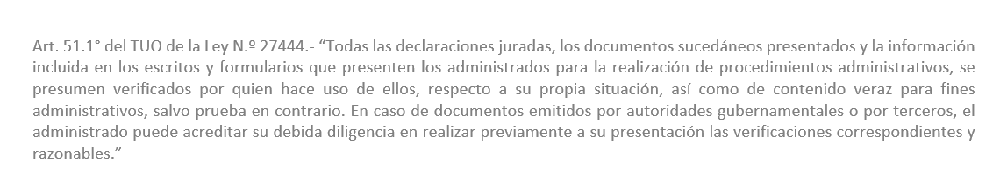 Art. 51.1° del TUO de la Ley N.º 27444.- “Todas las declaraciones juradas, los documentos sucedáneos presentados y la información
incluida en los escritos y formularios que presenten los administrados para la realización de procedimientos administrativos, se
presumen verificados por quien hace uso de ellos, respecto a su propia situación, así como de contenido veraz para fines
administrativos, salvo prueba en contrario. En caso de documentos emitidos por autoridades gubernamentales o por terceros, el
administrado puede acreditar su debida diligencia en realizar previamente a su presentación las verificaciones correspondientes y
razonables.”